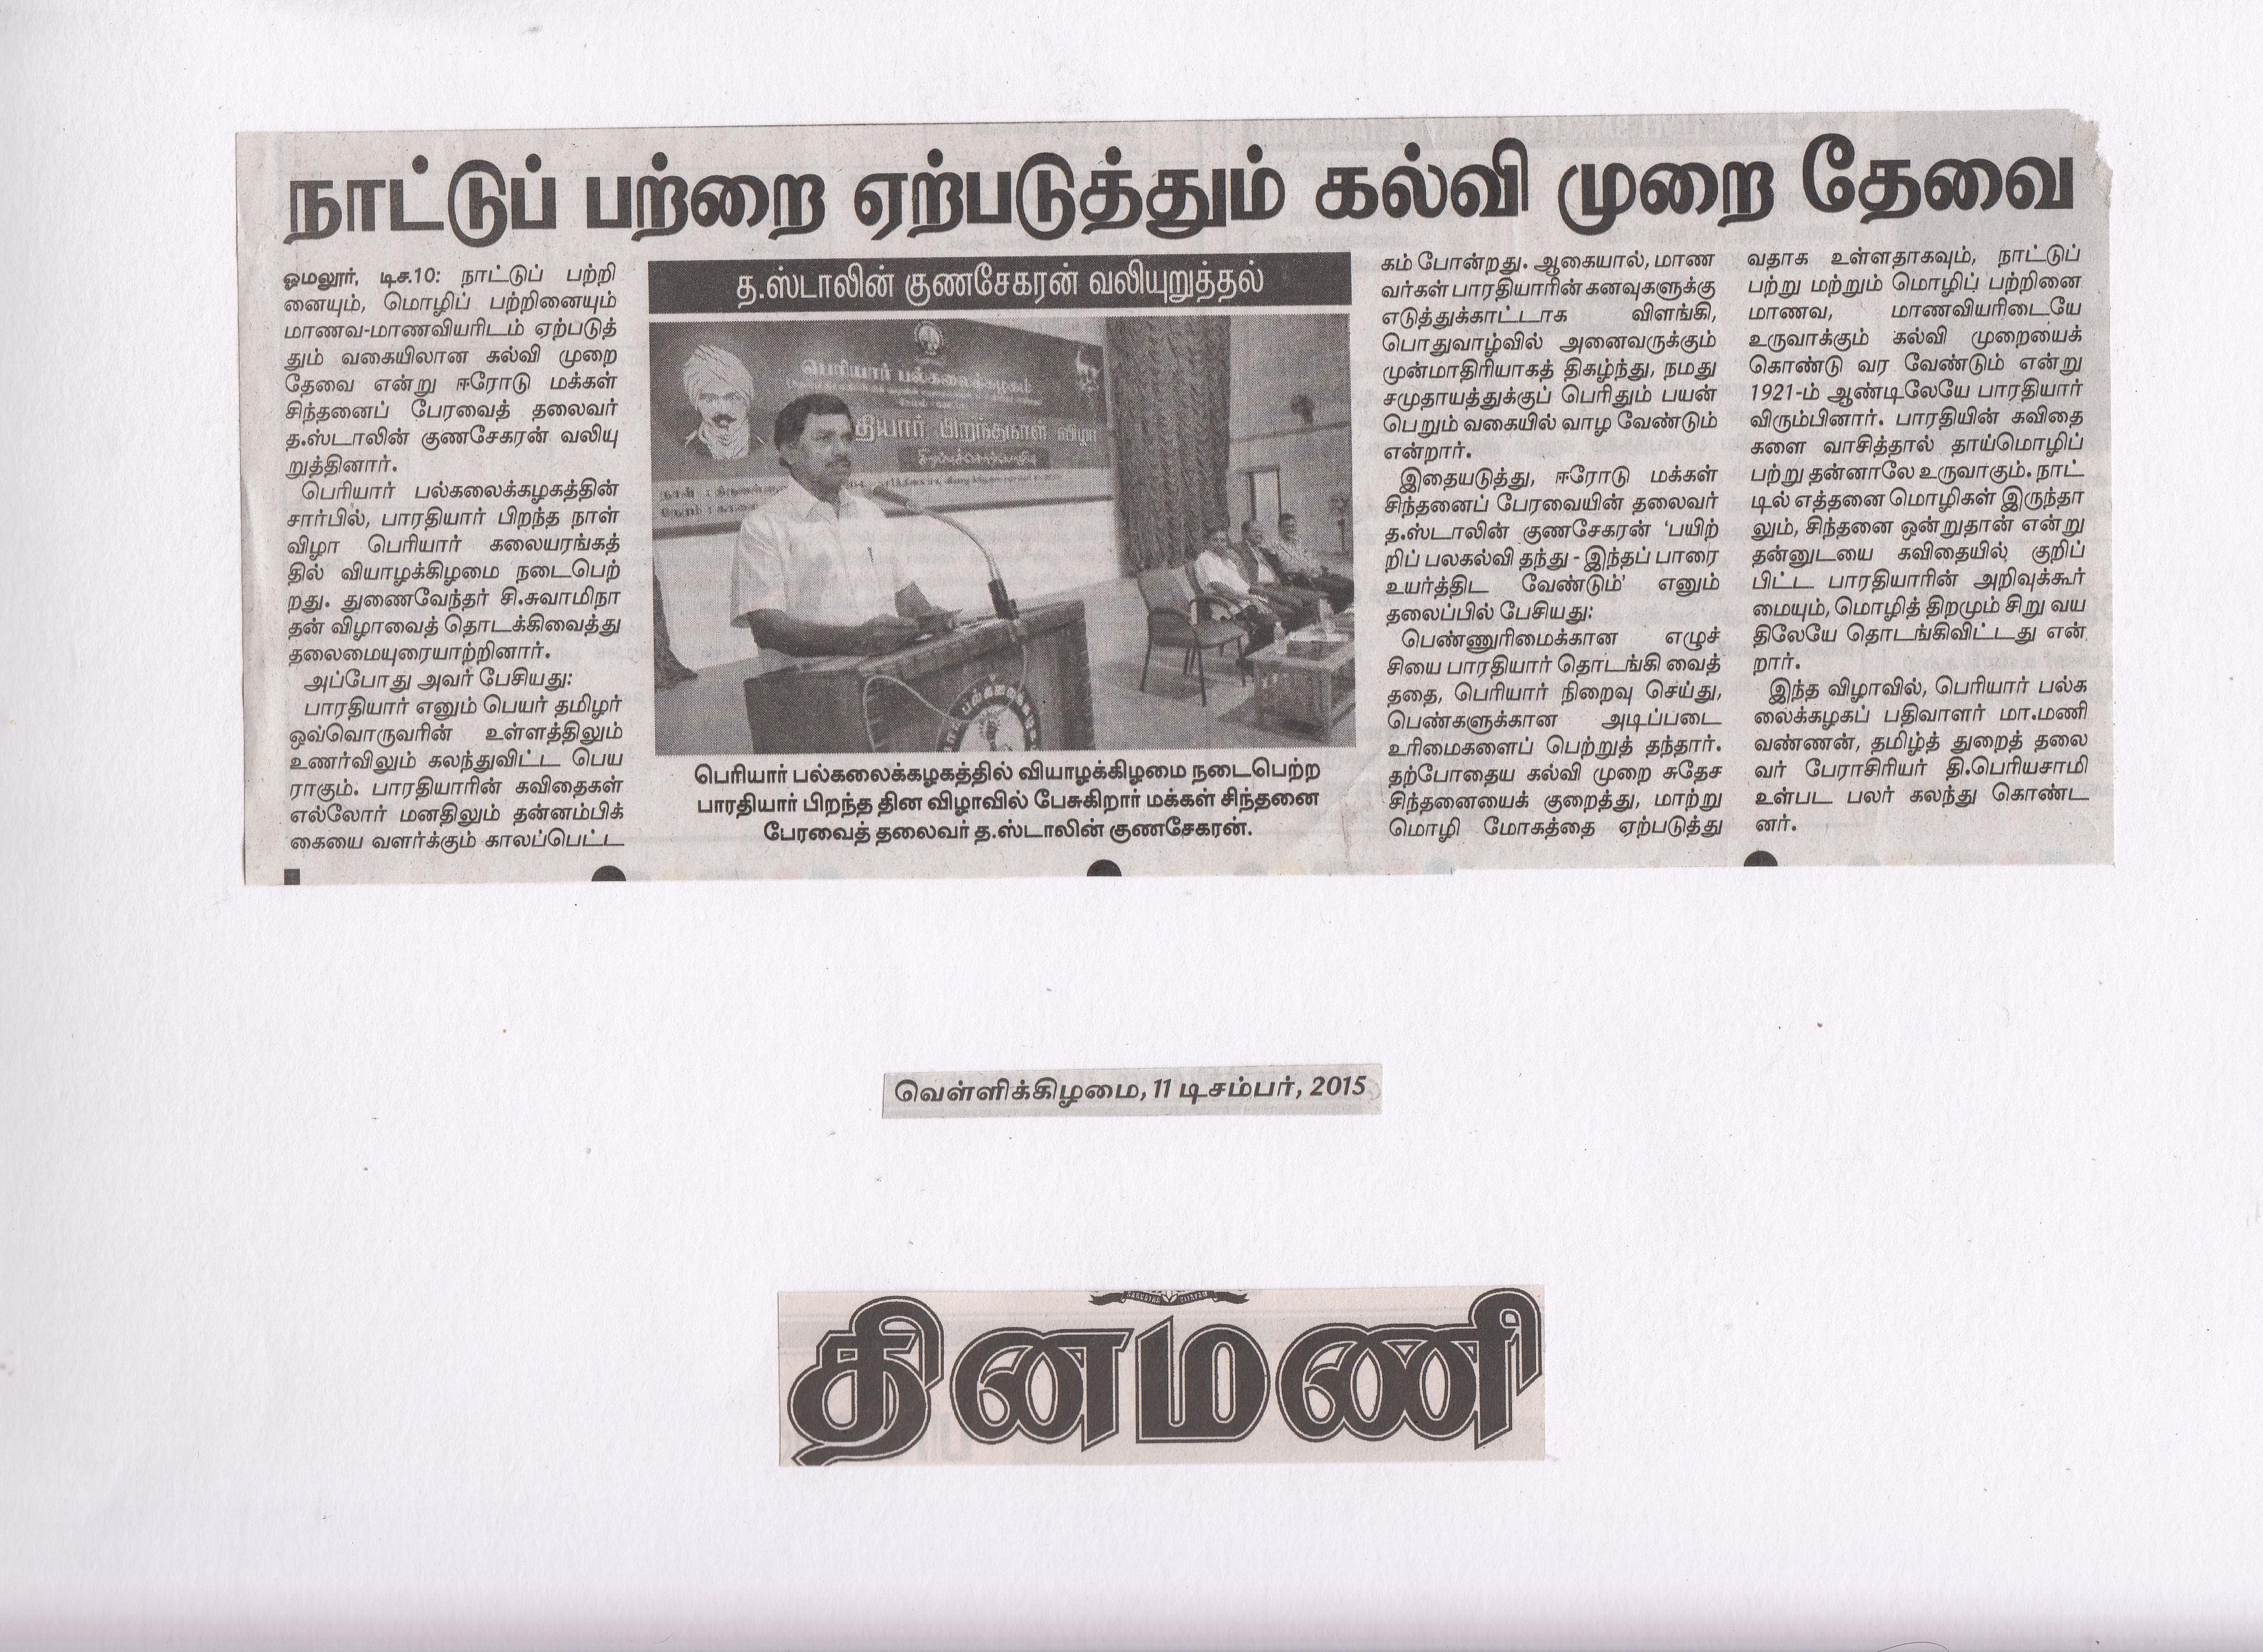 நாட்டுப் பற்றை ஏற்படுத்தும் கல்வி முறை தேவை
ஓமலூர், டிச.10: நாட்டுப் பற்றி
னையும், மொழிப் பற்றினையும்
மாணவ-மாணவியரிடம் ஏற்படுத்
தும் வகையிலான கல்வி முறை
தேவை என்று ஈரோடு மக்கள்
சிந்தனைப் பேரவைத் தலைவர்
த.ஸ்டாலின் குணசேகரன் வலியு
றுத்தினார்.
பெரியார் பல்கலைக்கழகத்தின்
சார்பில், பாரதியார் பிறந்த நாள்
விழா பெரியார் கலையரங்கத்
தில் வியாழக்கிழமை நடைபெற்
றது. துணைவேந்தர் சி.சுவாமிநா
தன் விழாவைத் தொடக்கிவைத்து
தலைமையுரையாற்றினார்.
அப்போது அவர் பேசியது:
பாரதியார் எனும் பெயர் தமிழர்
ஒவ்வொருவரின் உள்ளத்திலும்
உணர்விலும் கலந்துவிட்ட பெய
ராகும். பாரதியாரின் கவிதைகள்
எல்லோர் மனதிலும் தன்னம்பிக்
கையை வளர்க்கும் காலப்பெட்ட
த.ஸ்டாலின் குணசேகரன் வலியுறுத்தல்
பெரியார் பல்கலைக்கழகம்
தியார் பிறந்தநாள் விழா
சிறப்புச்சொற்பொழிவு
நாள் :
நேரம் :
பெரியார் பல்கலைக்கழகத்தில் வியாழக்கிழமை நடைபெற்ற
பாரதியார் பிறந்த தின விழாவில் பேசுகிறார் மக்கள் சிந்தனை
பேரவைத் தலைவர் த.ஸ்டாலின் குணசேகரன்.
கம் போன்றது. ஆகையால், மாண
வர்கள் பாரதியாரின் கனவுகளுக்கு
எடுத்துக்காட்டாக விளங்கி,
பொதுவாழ்வில் அனைவருக்கும்
முன்மாதிரியாகத் திகழ்ந்து, நமது
சமுதாயத்துக்குப் பெரிதும் பயன்
பெறும் வகையில் வாழ வேண்டும்
என்றார்.
இதையடுத்து, ஈரோடு மக்கள்
சிந்தனைப் பேரவையின் தலைவர்
த.ஸ்டாலின் குணசேகரன் 'பயிற்
றிப் பலகல்வி தந்து - இந்தப் பாரை
உயர்த்திட வேண்டும்' எனும்
தலைப்பில் பேசியது:
பெண்ணுரிமைக்கான எழுச்
சியை பாரதியார் தொடங்கி வைத்
ததை, பெரியார் நிறைவு செய்து,
பெண்களுக்கான அடிப்படை
உரிமைகளைப் பெற்றுத் தந்தார்.
தற்போதைய கல்வி முறை சுதேச
சிந்தனையைக் குறைத்து, மாற்று
மொழி மோகத்தை ஏற்படுத்து
வதாக உள்ளதாகவும், நாட்டுப்
பற்று மற்றும் மொழிப் பற்றினை
மாணவ, மாணவியரிடையே
உருவாக்கும் கல்வி முறையைக்
கொண்டு வர வேண்டும் என்று
1921-ம் ஆண்டிலேயே பாரதியார்
விரும்பினார். பாரதியின் கவிதை
களை வாசித்தால் தாய்மொழிப்
பற்று தன்னாலே உருவாகும். நாட்
டில் எத்தனை மொழிகள் இருந்தா
லும், சிந்தனை ஒன்றுதான் என்று
தன்னுடயை கவிதையில் குறிப்
பிட்ட பாரதியாரின் அறிவுக்கூர்
மையும், மொழித் திறமும் சிறு வய
திலேயே தொடங்கிவிட்டது என்
றார்.
இந்த விழாவில், பெரியார் பல்க
லைக்கழகப் பதிவாளர் மா.மணி
வண்ணன், தமிழ்த் துறைத் தலை
வர் பேராசிரியர் தி.பெரியசாமி
உள்பட பலர் கலந்து கொண்ட
னர்.
வெள்ளிக்கிழமை, 11 டிசம்பர், 2015
தினமணி